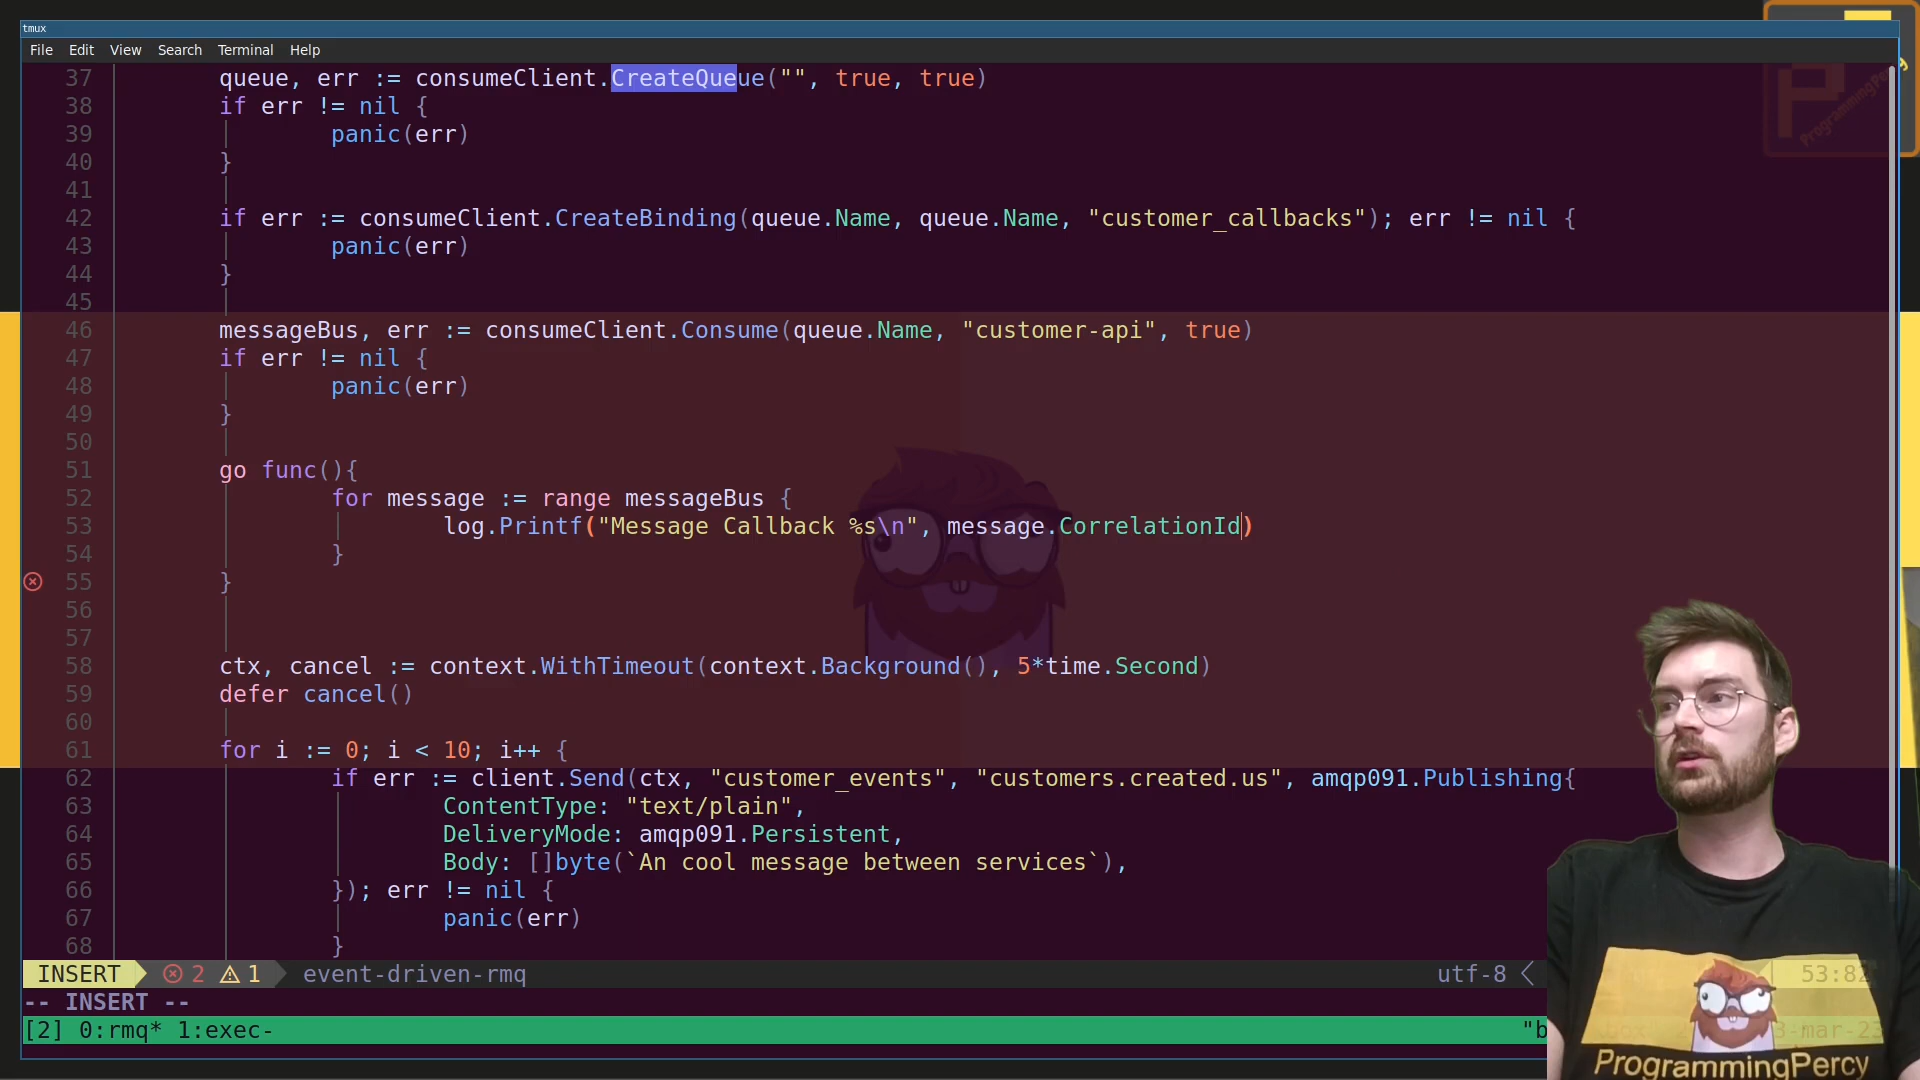 tmux
File Edit View Search Terminal Help
37 queue, err := consumeClient.CreateQueue("", true, true)
38 if err != nil {
39 panic(err)
40 }
41
42 if err := consumeClient.CreateBinding(queue.Name, queue.Name, "customer_callbacks"); err != nil {
43 panic(err)
44 }
45
46 messageBus, err := consumeClient.Consume(queue.Name, "customer-api", true)
47 if err != nil {
48 panic(err)
49 }
50
51 go func(){
52 for message := range messageBus {
53 log.Printf("Message Callback %s\n", message.CorrelationId)
54 }
55 }
56
57
58 ctx, cancel := context.WithTimeout(context.Background(), 5*time.Second)
59 defer cancel()
60
61 for i := 0; i < 10; i++ {
62 if err := client.Send(ctx, "customer_events", "customers.created.us", amqp091.Publishing{
63 ContentType: "text/plain",
64 DeliveryMode: amqp091.Persistent,
65 Body: []byte(`An cool message between services`),
66 }); err != nil {
67 panic(err)
68 }
INSERT 2 1 event-driven-rmq utf-8 53:82
-- INSERT --
[2] 0:rmq* 1:exec- "b 3-mar-23
ProgrammingPercy
ProgrammingPercy